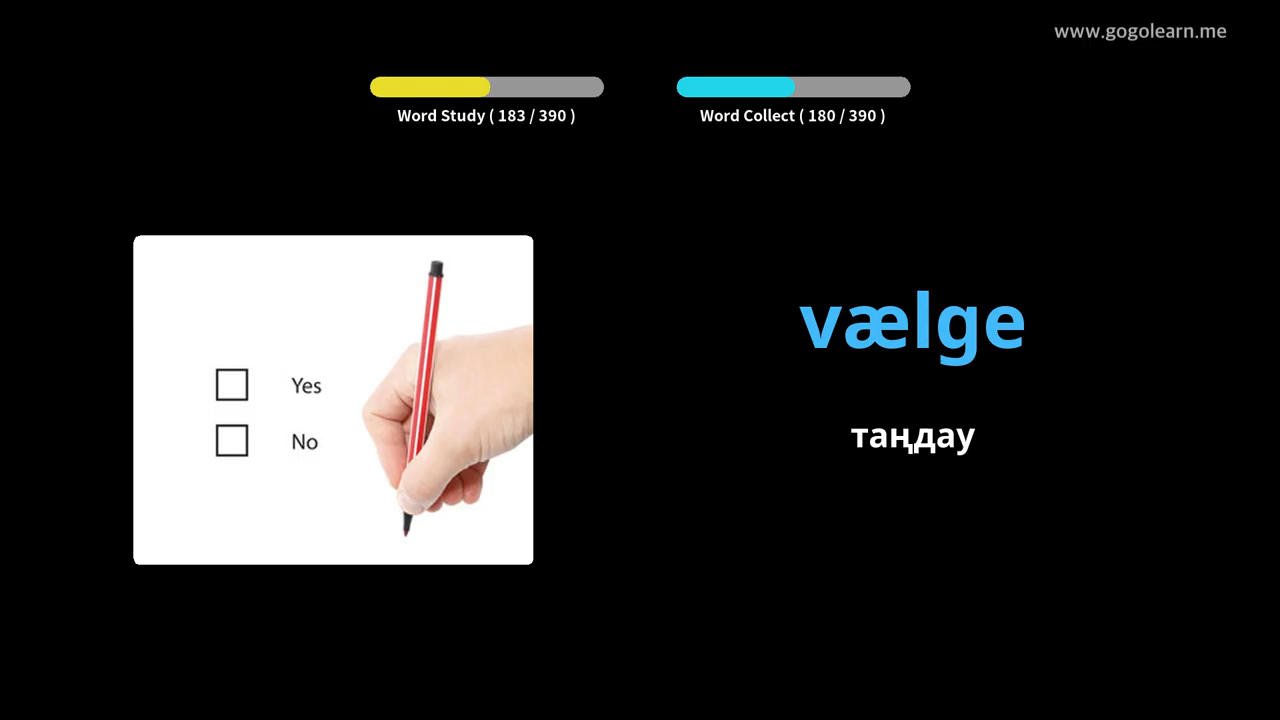 www.gogolearn.me
Word Study ( 183 / 390 )
Word Collect ( 180 / 390 )
Yes
No
vælge
таңдау